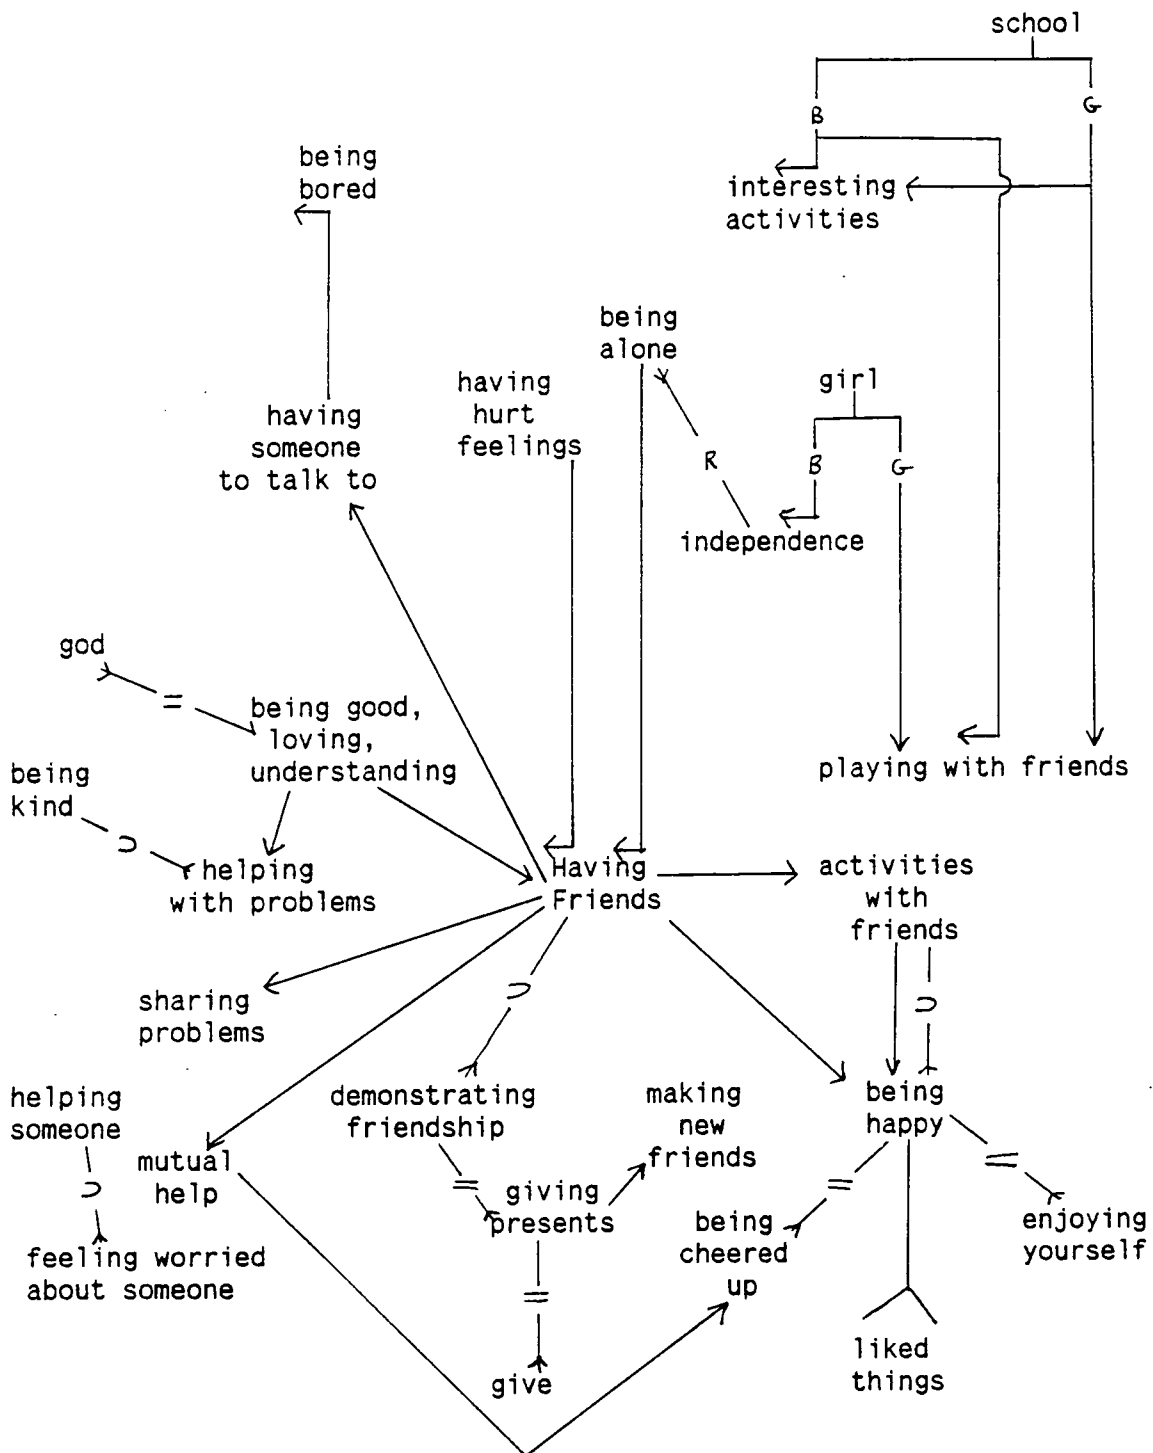 school
B
G
being
bored
interesting
activities
being
alone
girl
having
hurt
feelings
having
someone
to talk to
R
B
G
independence
god
=
being good,
loving,
understanding
being
kind
⊃
playing with friends
helping
with problems
Having
Friends
activities
with
friends
⊃
⊃
sharing
problems
helping
someone
demonstrating
friendship
making
new
friends
being
happy
mutual
help
⊃
=
giving
presents
=
=
being
cheered
up
enjoying
yourself
feeling worried
about someone
=
liked
things
give